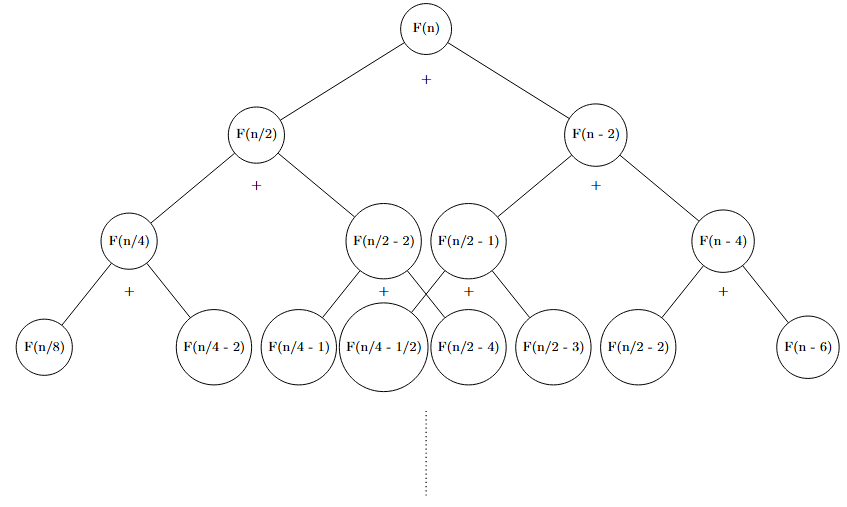 F(n)
+
F(n/2)
F(n - 2)
+
+
F(n/4)
F(n/2 - 2)
F(n/2 - 1)
F(n - 4)
+
+
+
+
F(n/8)
F(n/4 - 2)
F(n/4 - 1)
F(n/4 - 1/2)
F(n/2 - 4)
F(n/2 - 3)
F(n/2 - 2)
F(n - 6)